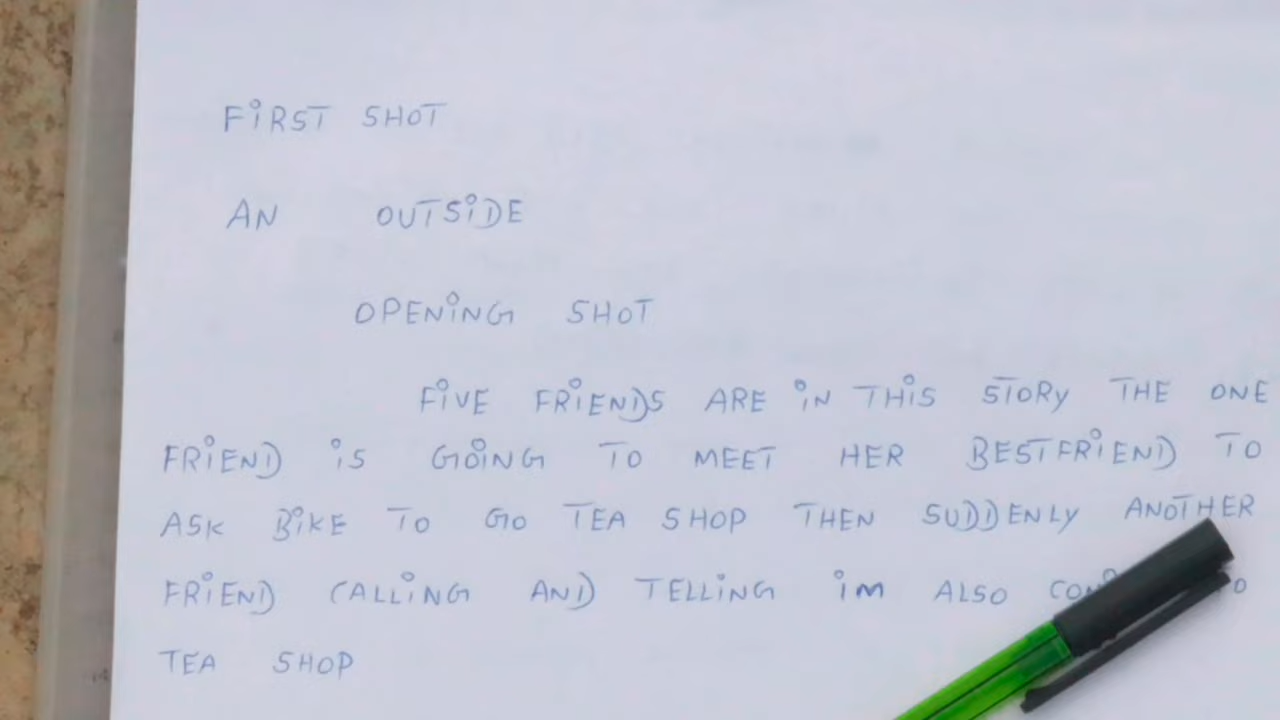 FIRST SHOT
AN OUTSIDE
OPENING SHOT
FIVE FRIENDS ARE IN THIS STORY THE ONE
FRIEND IS GOING TO MEET HER BESTFRIEND TO
ASK BIKE TO GO TEA SHOP THEN SUDDENLY ANOTHER
FRIEND CALLING AND TELLING IM ALSO
TEA SHOP